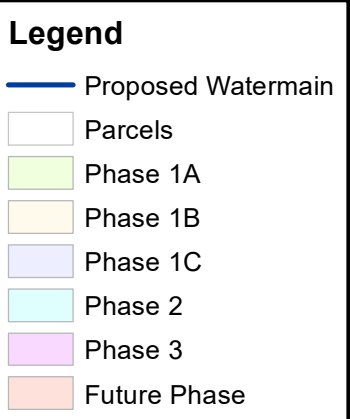 Legend
Proposed Watermain
Parcels
Phase 1A
Phase 1B
Phase 1C
Phase 2
Phase 3
Future Phase